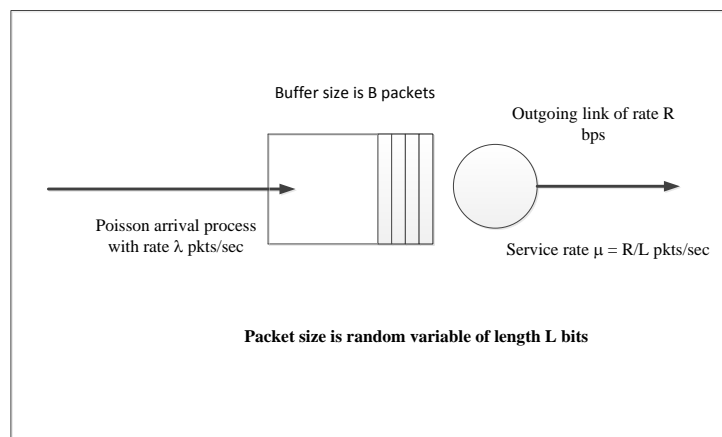 Buffer size is B packets
Outgoing link of rate R
bps
Poisson arrival process
with rate λ pkts/sec
Service rate μ = R/L pkts/sec
Packet size is random variable of length L bits